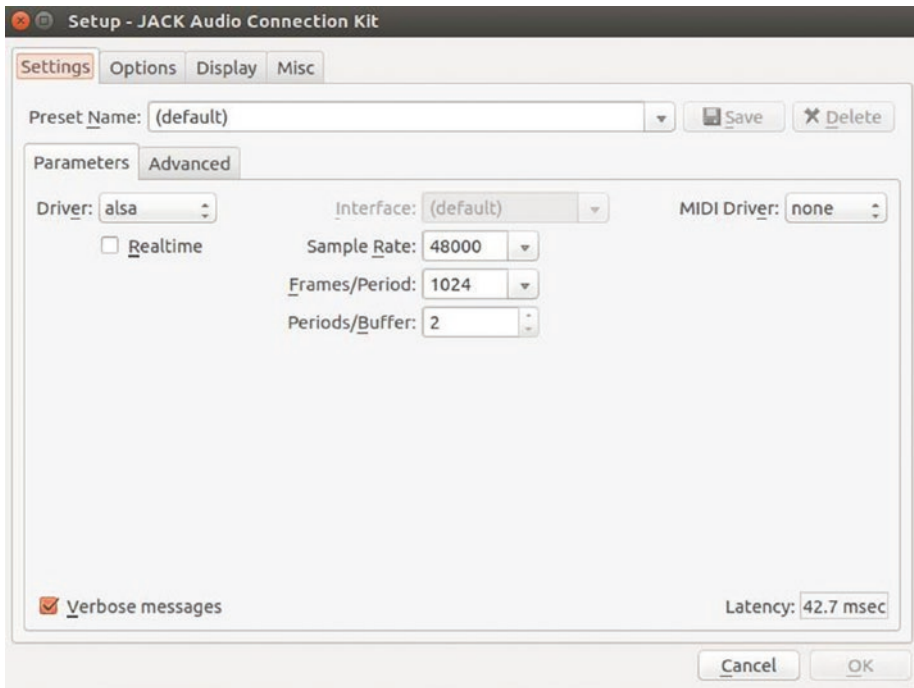 Setup - JACK Audio Connection Kit
Settings Options Display Misc
Preset Name: (default) Save Delete
Parameters Advanced
Driver: alsa Interface: (default) MIDI Driver: none
Realtime Sample Rate: 48000
Frames/Period: 1024
Periods/Buffer: 2
Verbose messages Latency: 42.7 msec
Cancel OK